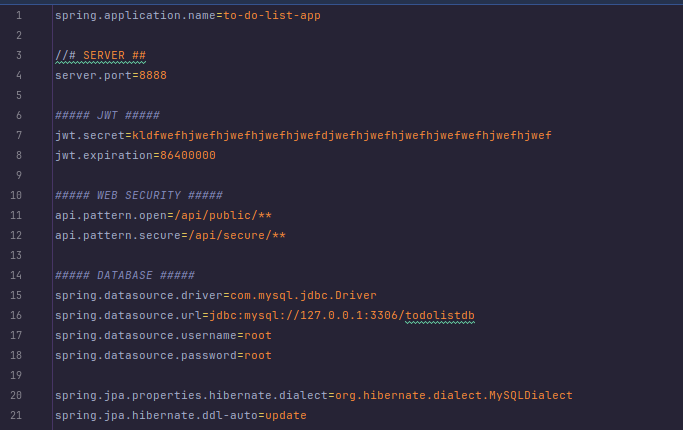 1 spring.application.name=to-do-list-app
2
3 //# SERVER ##
4 server.port=8888
5
6 ##### JWT #####
7 jwt.secret=kldfwefhjwefhjwefhjwefhjwefdjwefhjwefhjwefhjwefwefhjwefhjwef
8 jwt.expiration=86400000
9
10 ##### WEB SECURITY #####
11 api.pattern.open=/api/public/**
12 api.pattern.secure=/api/secure/**
13
14 ##### DATABASE #####
15 spring.datasource.driver=com.mysql.jdbc.Driver
16 spring.datasource.url=jdbc:mysql://127.0.0.1:3306/todolistdb
17 spring.datasource.username=root
18 spring.datasource.password=root
19
20 spring.jpa.properties.hibernate.dialect=org.hibernate.dialect.MySQLDialect
21 spring.jpa.hibernate.ddl-auto=update